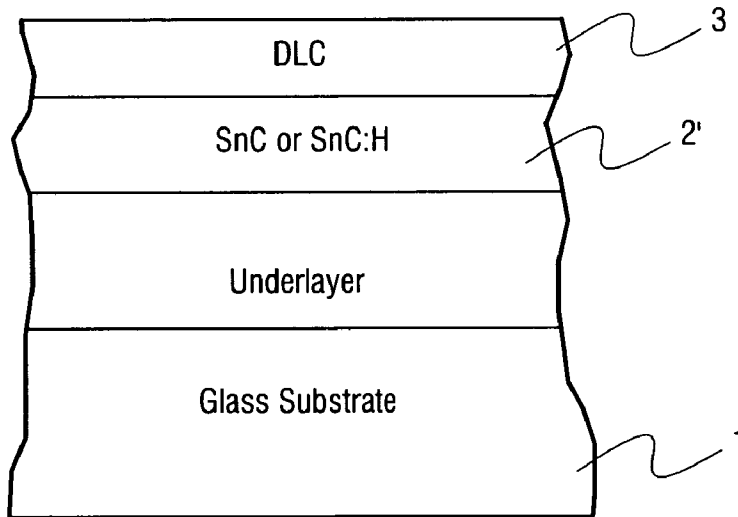 DLC
3
SnC or SnC:H
2'
Underlayer
Glass Substrate